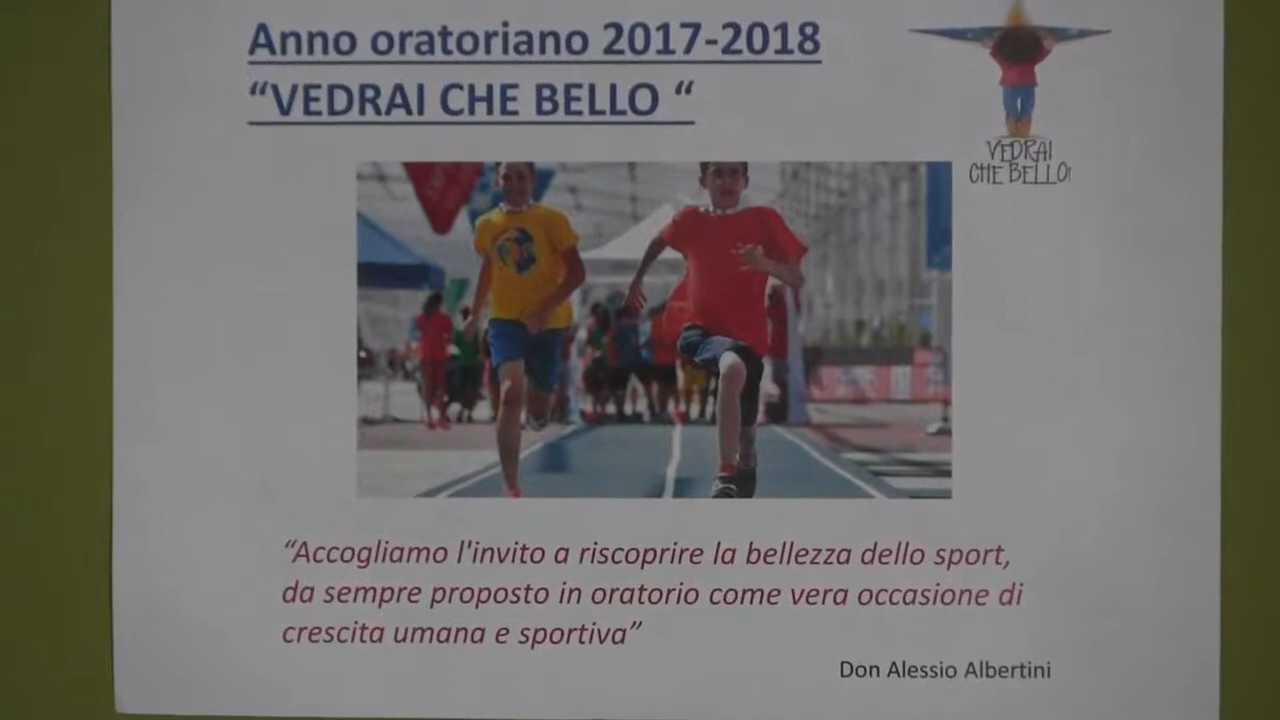 Anno oratoriano 2017-2018
“VEDRAI CHE BELLO “
VEDRAI
CHE BELLO!
“Accogliamo l'invito a riscoprire la bellezza dello sport,
da sempre proposto in oratorio come vera occasione di
crescita umana e sportiva”
Don Alessio Albertini